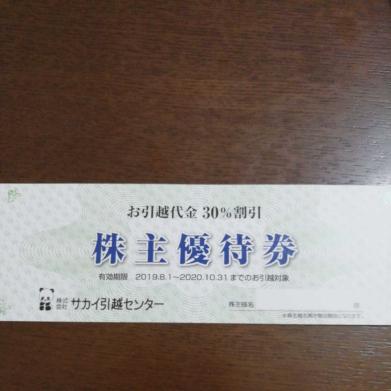 お引越代金 30%割引
株主優待券
有効期限 2019.8.1~2020.10.31 までのお引越対象
株式会社 サカイ引越センター
株主様名 様